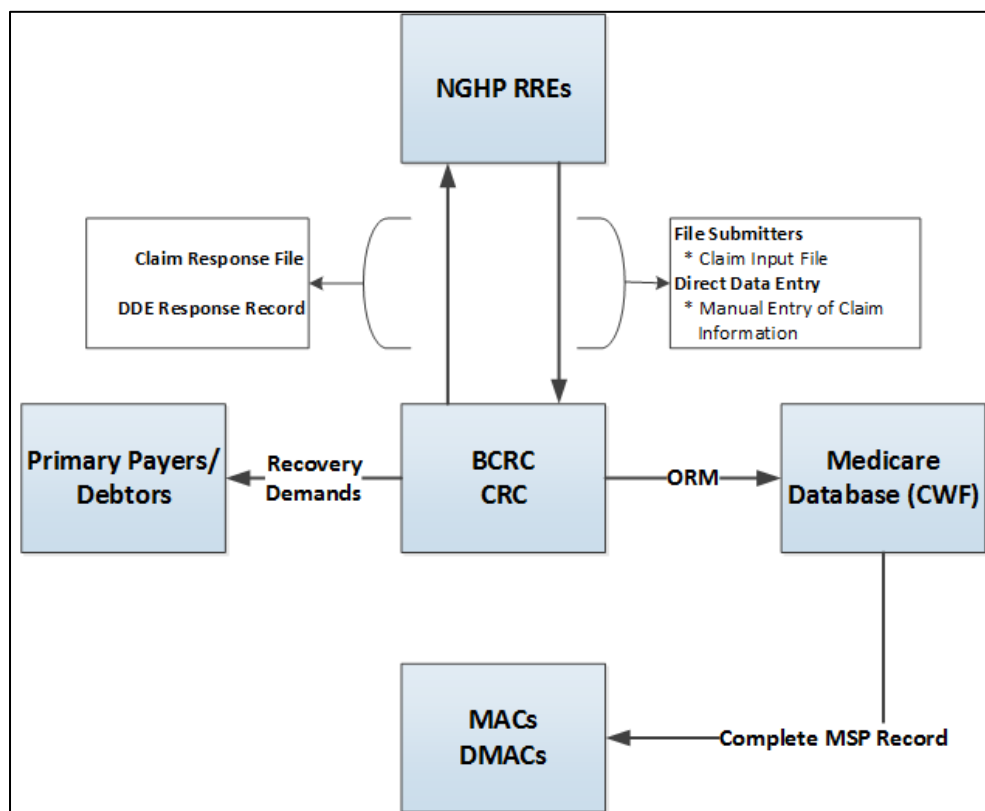 NGHP RREs
Claim Response File
DDE Response Record
File Submitters
* Claim Input File
Direct Data Entry
* Manual Entry of Claim
Information
Primary Payers/
Debtors
Recovery
Demands
BCRC
CRC
ORM
Medicare
Database (CWF)
MACs
DMACs
Complete MSP Record